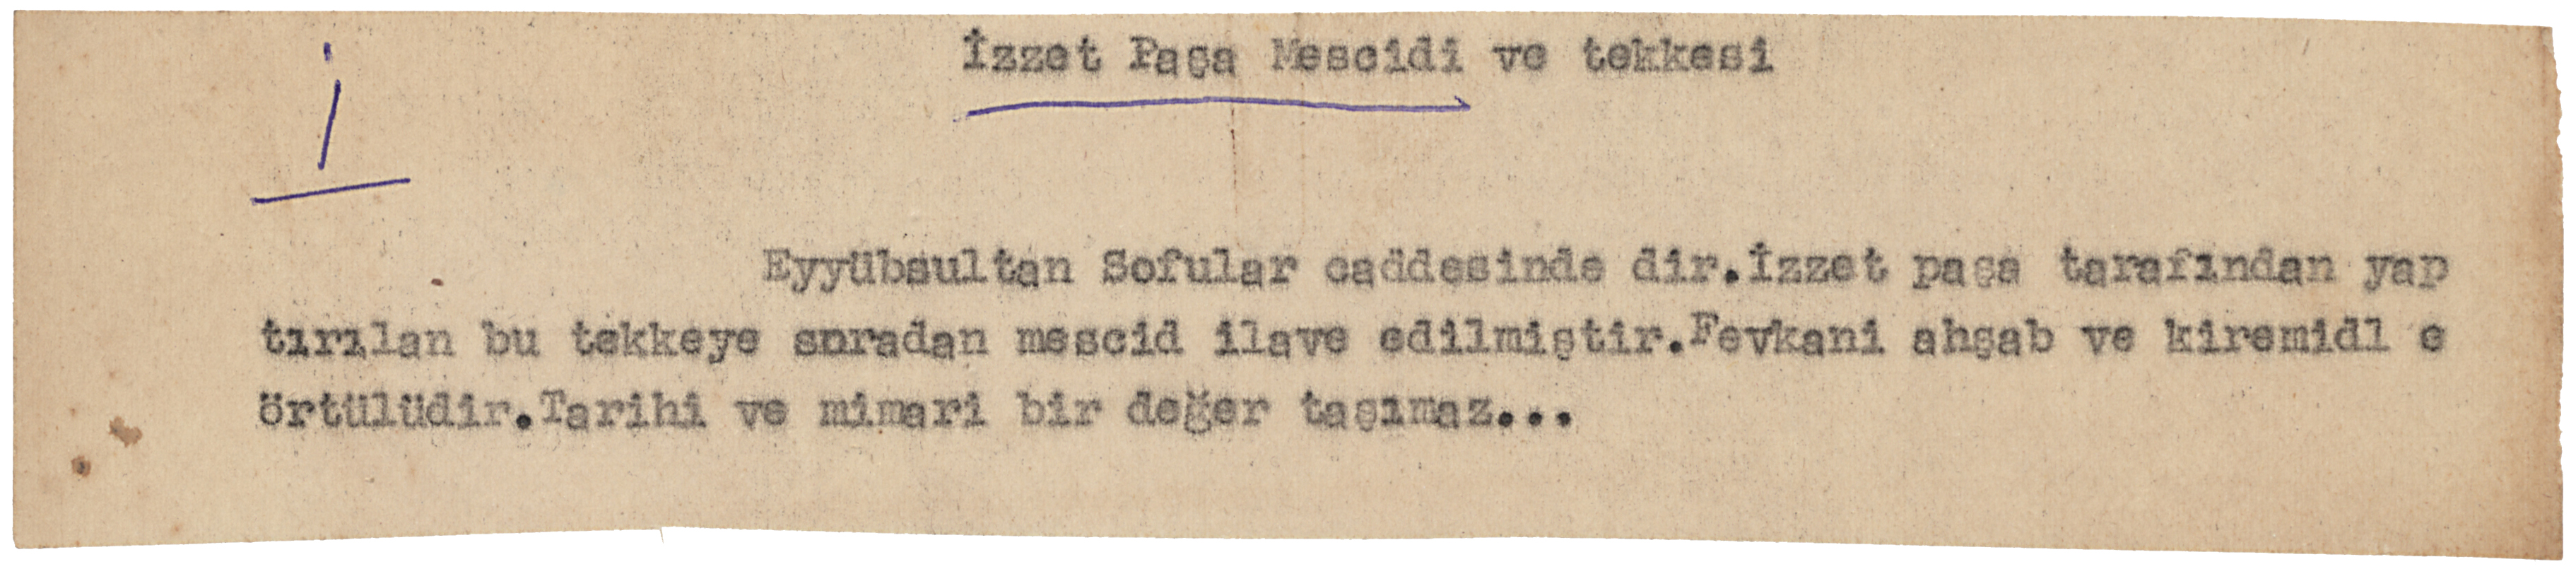 İzzet Paşa Mescidi ve tekkesi
i
Eyyübsultan Sofular caddesinde dir.İzzet paşa tarafından yap
tırılan bu tekkeye snradan mescid ilave edilmiştir.Fevkani ahşab ve kiremidl e
örtülüdir.Tarihi ve mimari bir değer taşımaz...